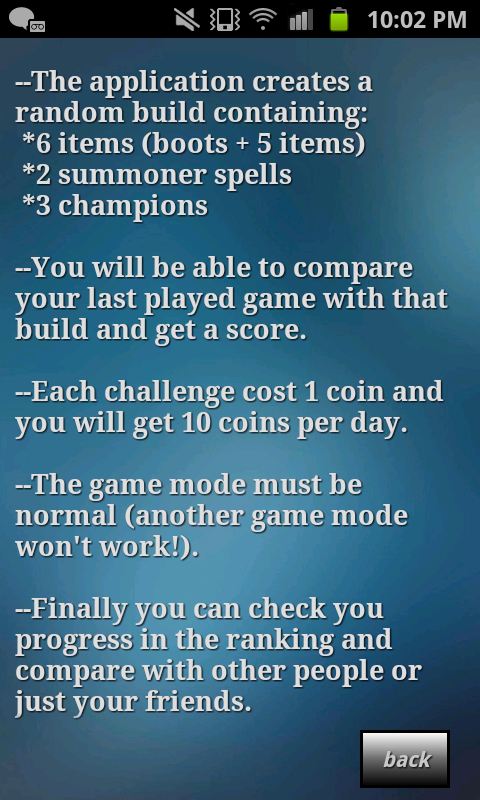 10:02 PM
--The application creates a
random build containing:
*6 items (boots + 5 items)
*2 summoner spells
*3 champions
--You will be able to compare
your last played game with that
build and get a score.
--Each challenge cost 1 coin and
you will get 10 coins per day.
--The game mode must be
normal (another game mode
won't work!).
--Finally you can check you
progress in the ranking and
compare with other people or
just your friends.
back